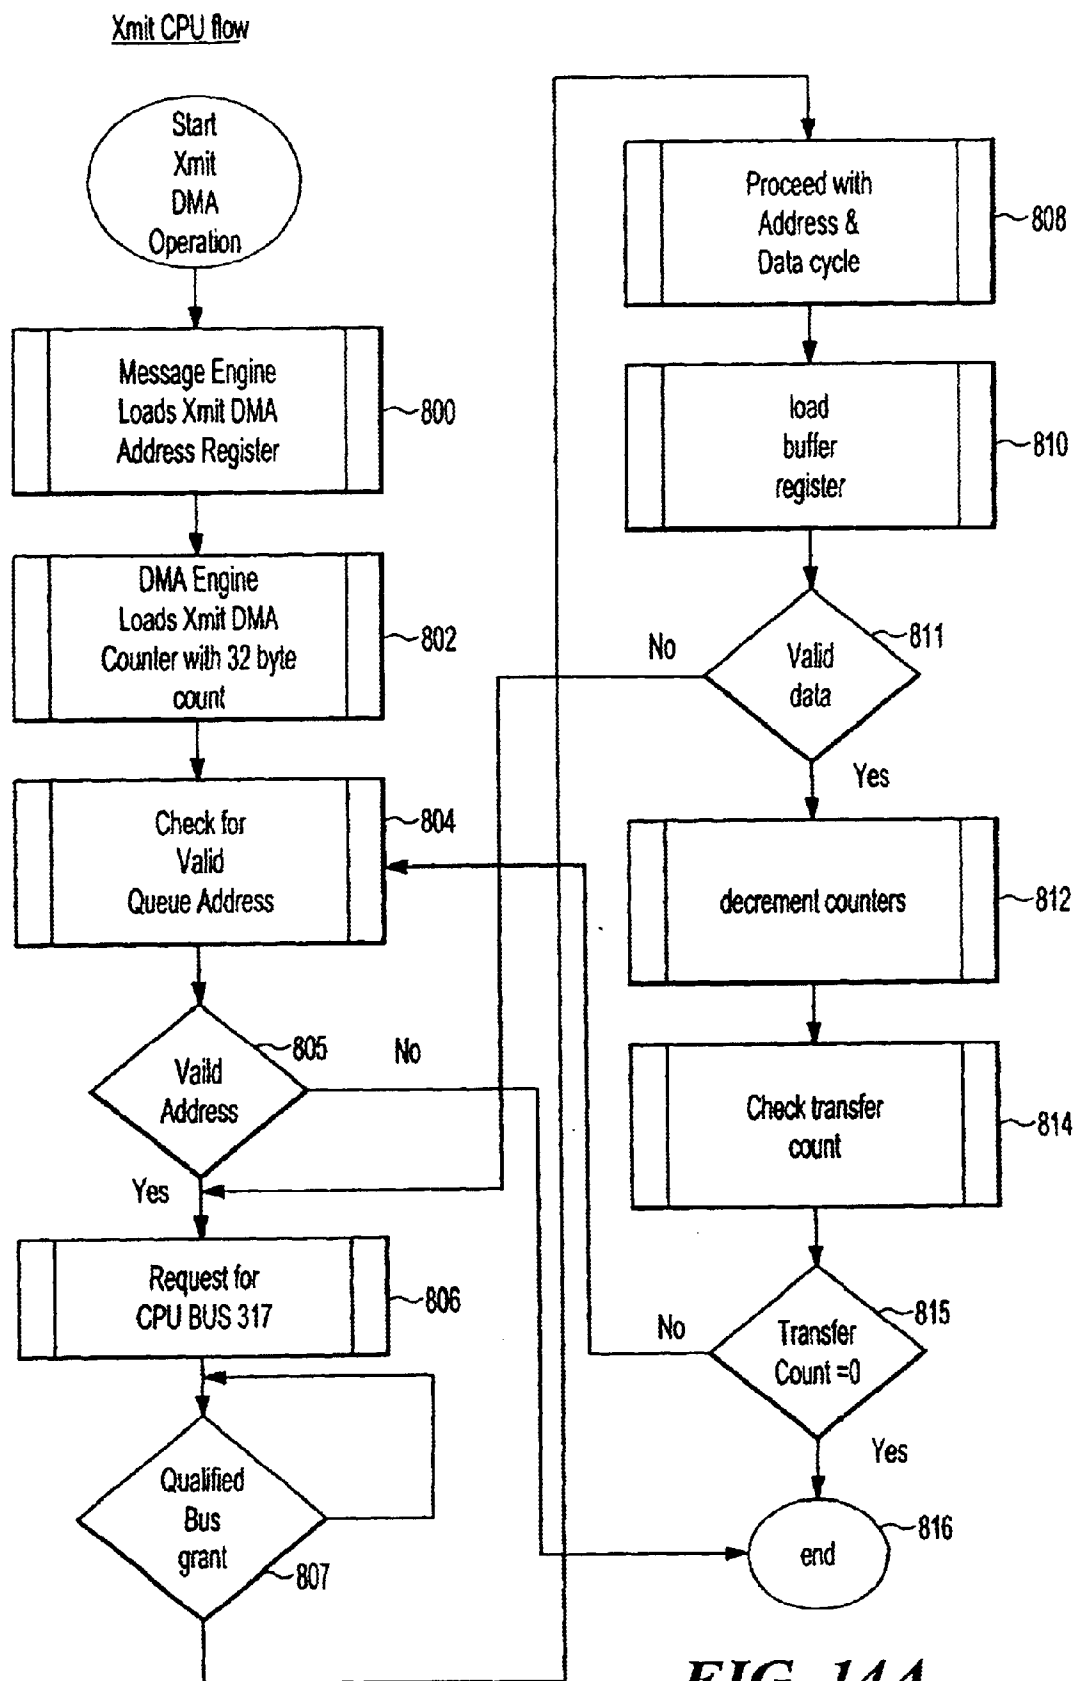 Xmit CPU flow
Start
Xmit
DMA
Operation
Message Engine
Loads Xmit DMA
Address Register
800
DMA Engine
Loads Xmit DMA
Counter with 32 byte
count
802
Check for
Valid
Queue Address
804
Vaild
Address
805
No
Yes
Request for
CPU BUS 317
806
Qualified
Bus
grant
807
Proceed with
Address &
Data cycle
808
load
buffer
register
810
Valid
data
811
No
Yes
decrement counters
812
Check transfer
count
814
Transfer
Count =0
815
No
Yes
end
816
FIG. 14A